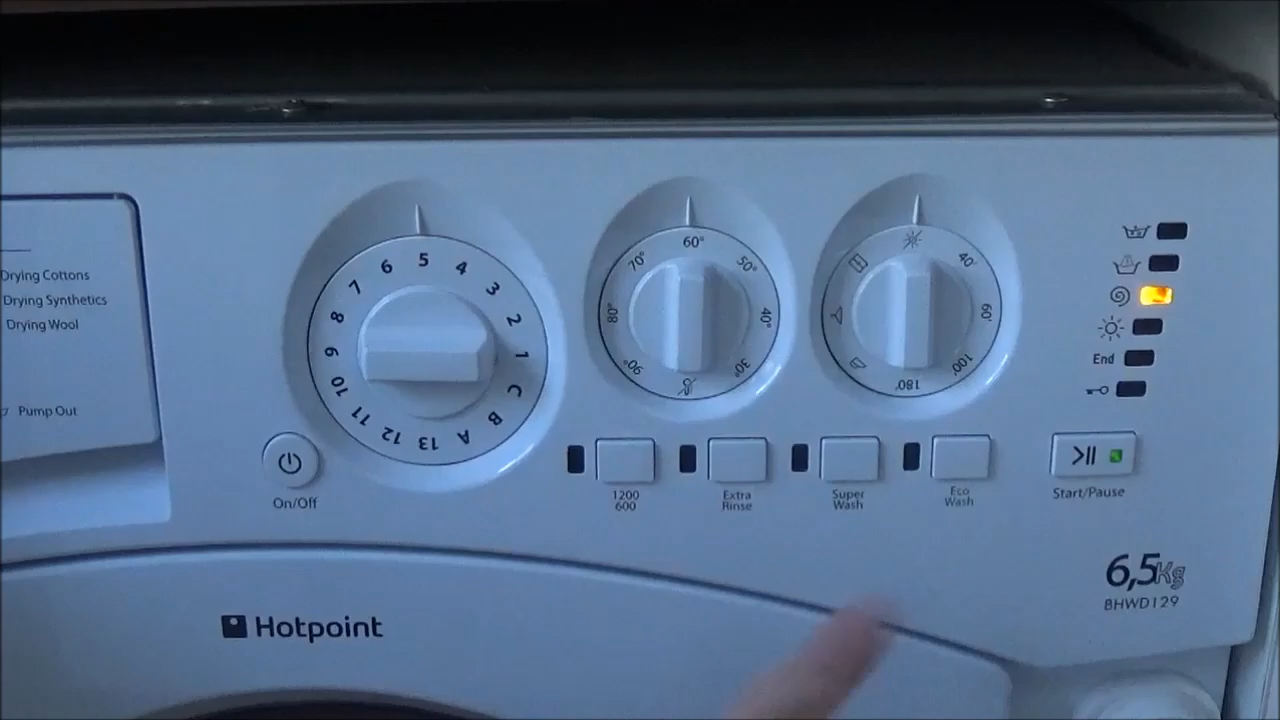 Drying Cottons
Drying Synthetics
Drying Wool
Pump Out
On/Off
5
4
3
2
1
C
B
A
13
12
11
10
9
8
7
6
60°
50°
40°
30°
90°
80°
70°
40'
60'
100'
180'
1200
600
Extra
Rinse
Super
Wash
Eco
Wash
End
Start/Pause
6,5Kg
BHWD129
Hotpoint